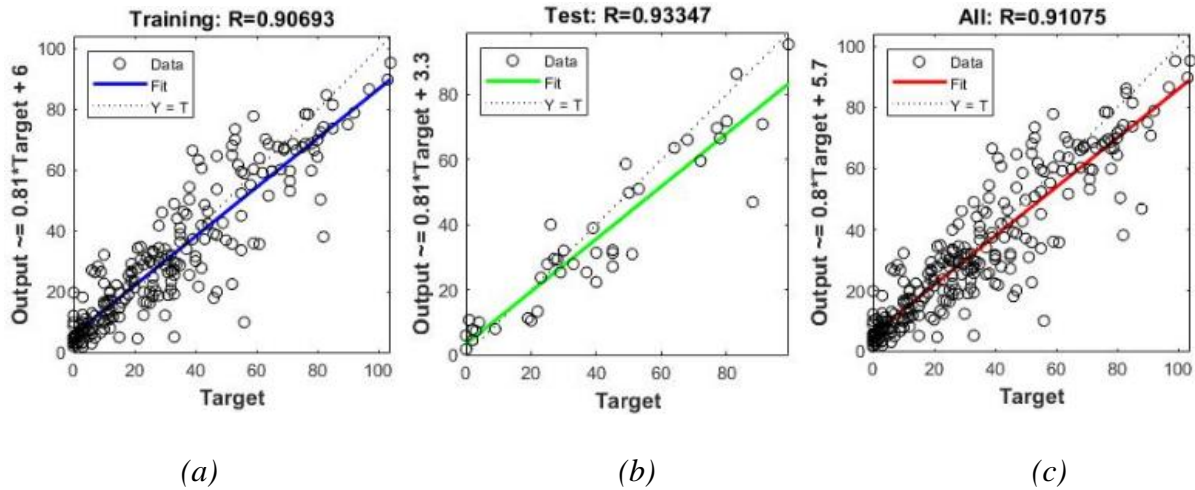 Training: R=0.90693
Output ~= 0.81*Target + 6
Data
Fit
Y = T
100
80
60
40
20
0
0 20 40 60 80 100
Target
(a)
Test: R=0.93347
Output ~= 0.81*Target + 3.3
Data
Fit
Y = T
80
60
40
20
0
0 20 40 60 80
Target
(b)
All: R=0.91075
Output ~= 0.8*Target + 5.7
Data
Fit
Y = T
100
80
60
40
20
0
0 20 40 60 80 100
Target
(c)